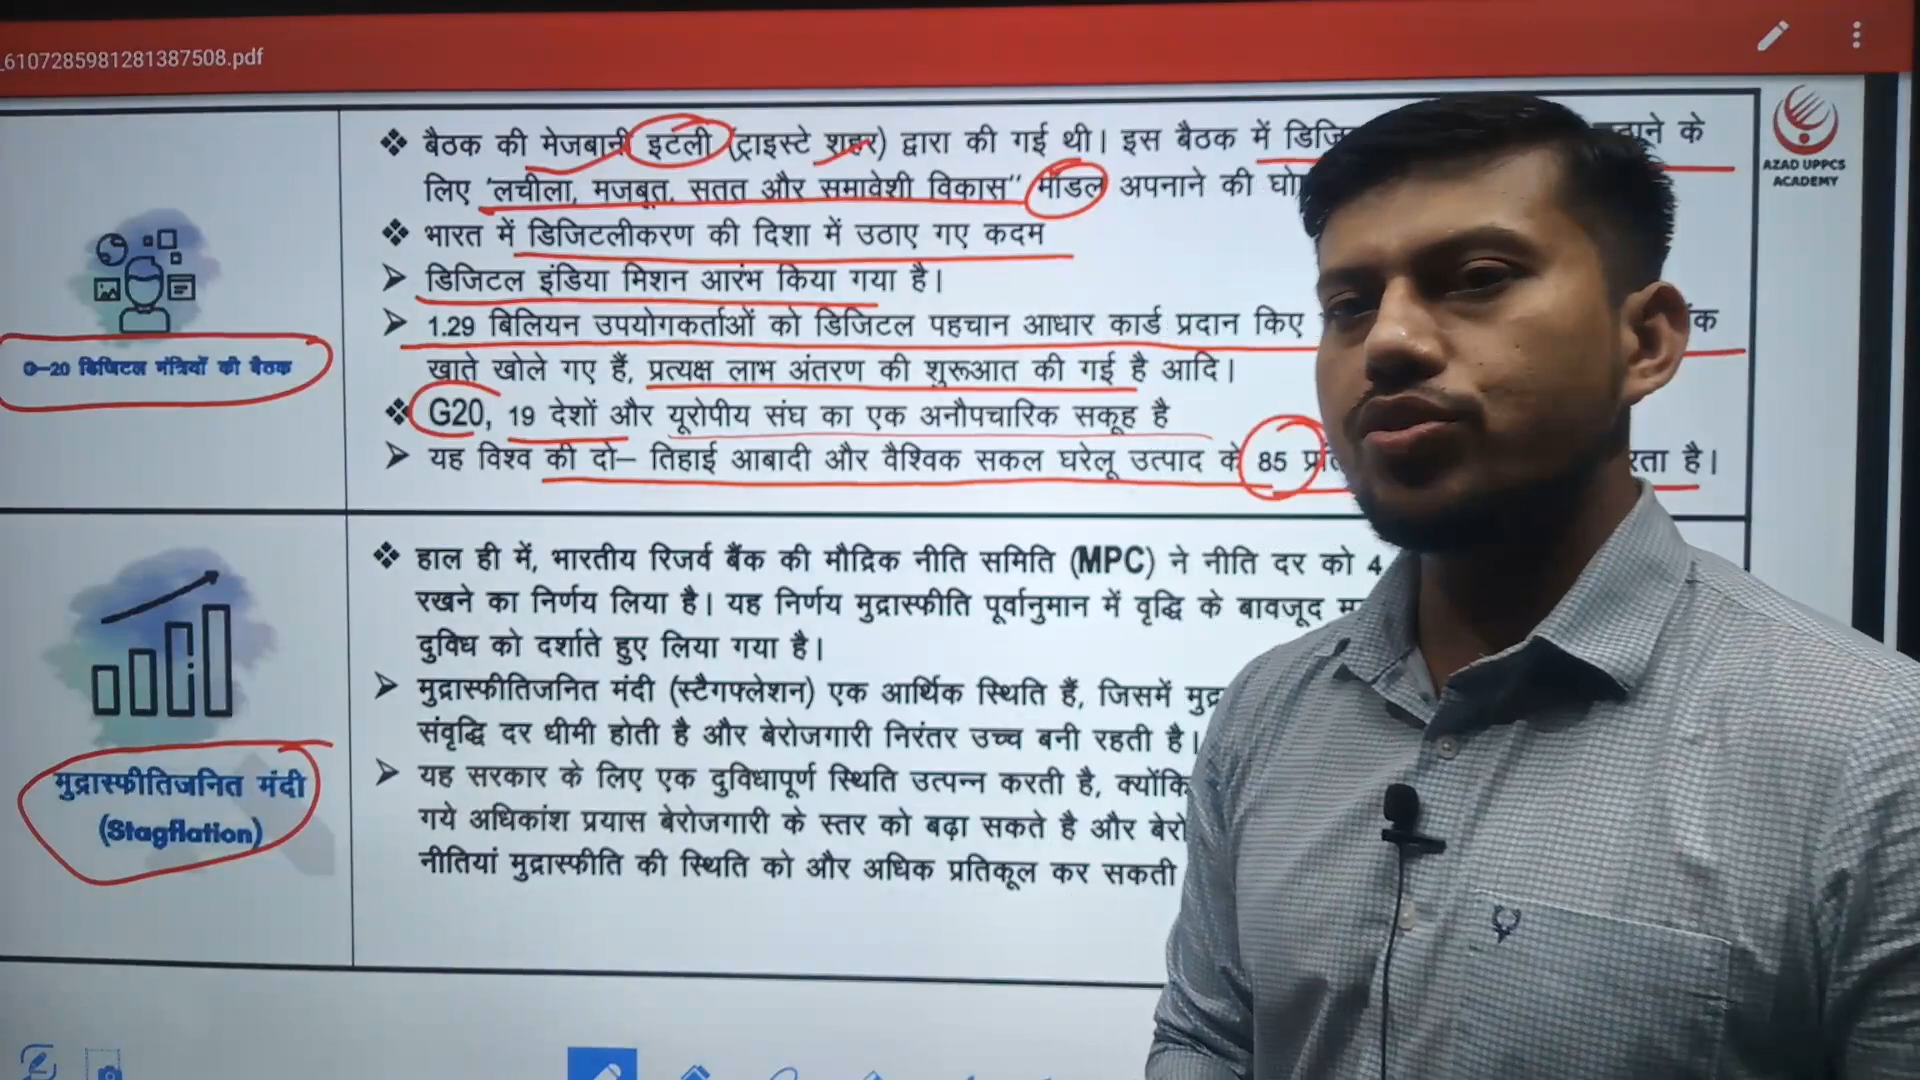 _6107285981281387508.pdf
AZAD UPPCS
ACADEMY
❖ बैठक की मेजबानी इटली (ट्राइस्टे शहर) द्वारा की गई थी। इस बैठक में डिजि ने के
लिए 'लचीला, मजबूत, सतत और समावेशी विकास'' मॉडल अपनाने की
❖ भारत में डिजिटलीकरण की दिशा में उठाए गए कदम
➤ डिजिटल इंडिया मिशन आरंभ किया गया है।
➤ 1.29 बिलियन उपयोगकर्ताओं को डिजिटल पहचान आधार कार्ड प्रदान किए ंक
खाते खोले गए हैं, प्रत्यक्ष लाभ अंतरण की शुरूआत की गई है आदि।
❖ G20, 19 देशों और यूरोपीय संघ का एक अनौपचारिक सकूह है
➤ यह विश्व की दो– तिहाई आबादी और वैश्विक सकल घरेलू उत्पाद के 85 प्रति रता है।
G-20 डिजिटल मंत्रियों की बैठक
❖ हाल ही में, भारतीय रिजर्व बैंक की मौद्रिक नीति समिति (MPC) ने नीति दर को 4
रखने का निर्णय लिया है। यह निर्णय मुद्रास्फीति पूर्वानुमान में वृद्धि के बावजूद
दुविध को दर्शाते हुए लिया गया है।
➤ मुद्रास्फीतिजनित मंदी (स्टैगफ्लेशन) एक आर्थिक स्थिति हैं, जिसमें मुद्र
संवृद्धि दर धीमी होती है और बेरोजगारी निरंतर उच्च बनी रहती है।
➤ यह सरकार के लिए एक दुविधापूर्ण स्थिति उत्पन्न करती है, क्योंकि
गये अधिकांश प्रयास बेरोजगारी के स्तर को बढ़ा सकते है और बेरो
नीतियां मुद्रास्फीति की स्थिति को और अधिक प्रतिकूल कर सकती
मुद्रास्फीतिजनित मंदी
(Stagflation)